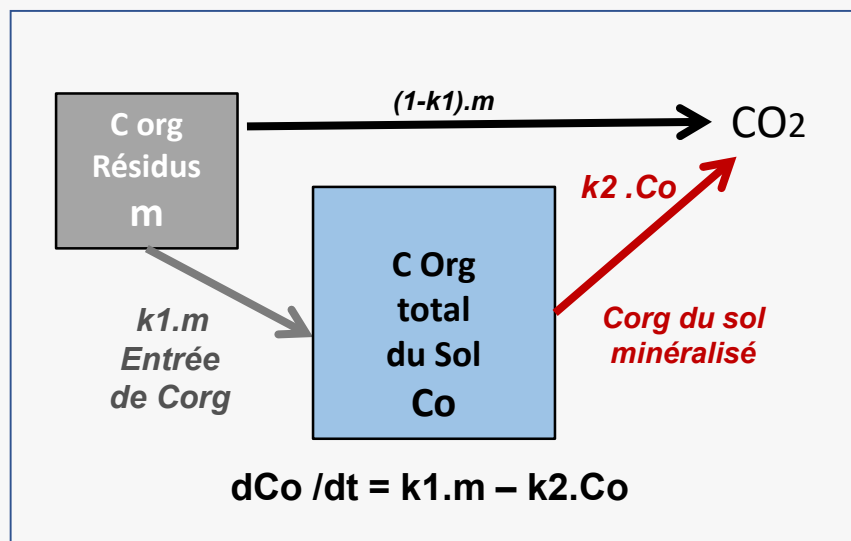 (1-k1).m
C org
Résidus
m
CO2
k2 .Co
C Org
total
du Sol
Co
k1.m
Entrée
de Corg
Corg du sol
minéralisé
dCo /dt = k1.m – k2.Co